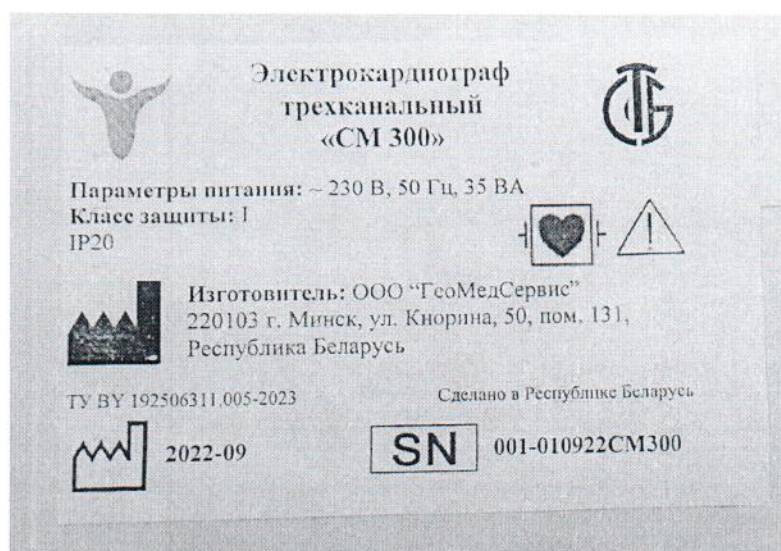 Электрокардиограф
трехканальный
«СМ 300»
СТБ
Параметры питания: ~ 230 В, 50 Гц, 35 ВА
Класс защиты: I
IP20
Изготовитель: ООО “ГеоМедСервис”
220103 г. Минск, ул. Кнорина, 50, пом. 131,
Республика Беларусь
ТУ BY 192506311.005-2023
Сделано в Республике Беларусь
2022-09
SN
001-010922СМ300